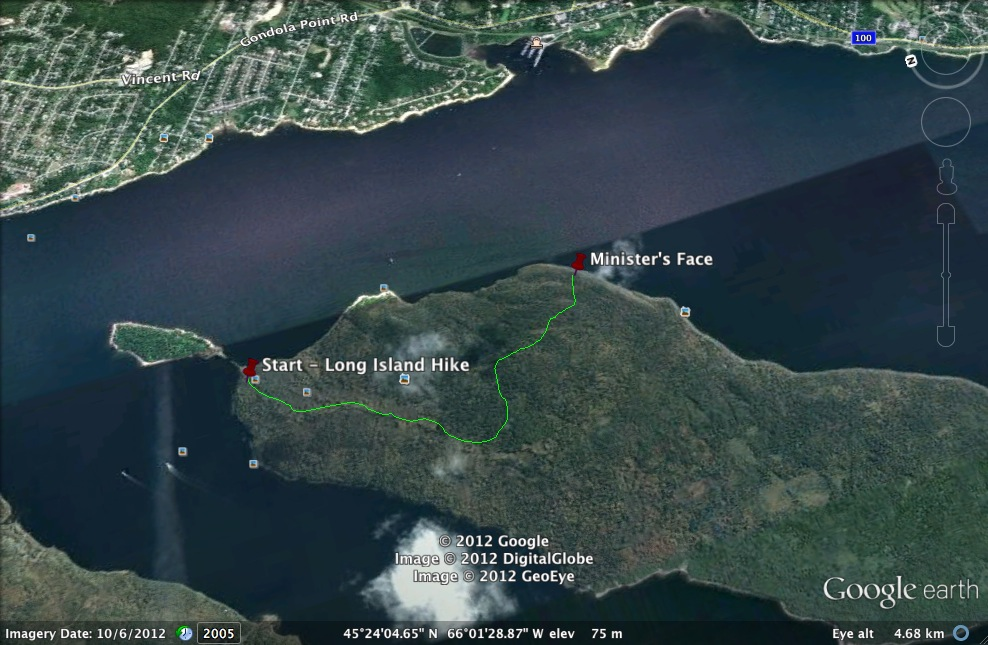 Gondola Point Rd
100
Vincent Rd
N
Minister's Face
Start - Long Island Hike
© 2012 Google
Image © 2012 DigitalGlobe
Image © 2012 GeoEye
Google earth
Imagery Date: 10/6/2012 2005 45°24'04.65" N 66°01'28.87" W elev 75 m Eye alt 4.68 km